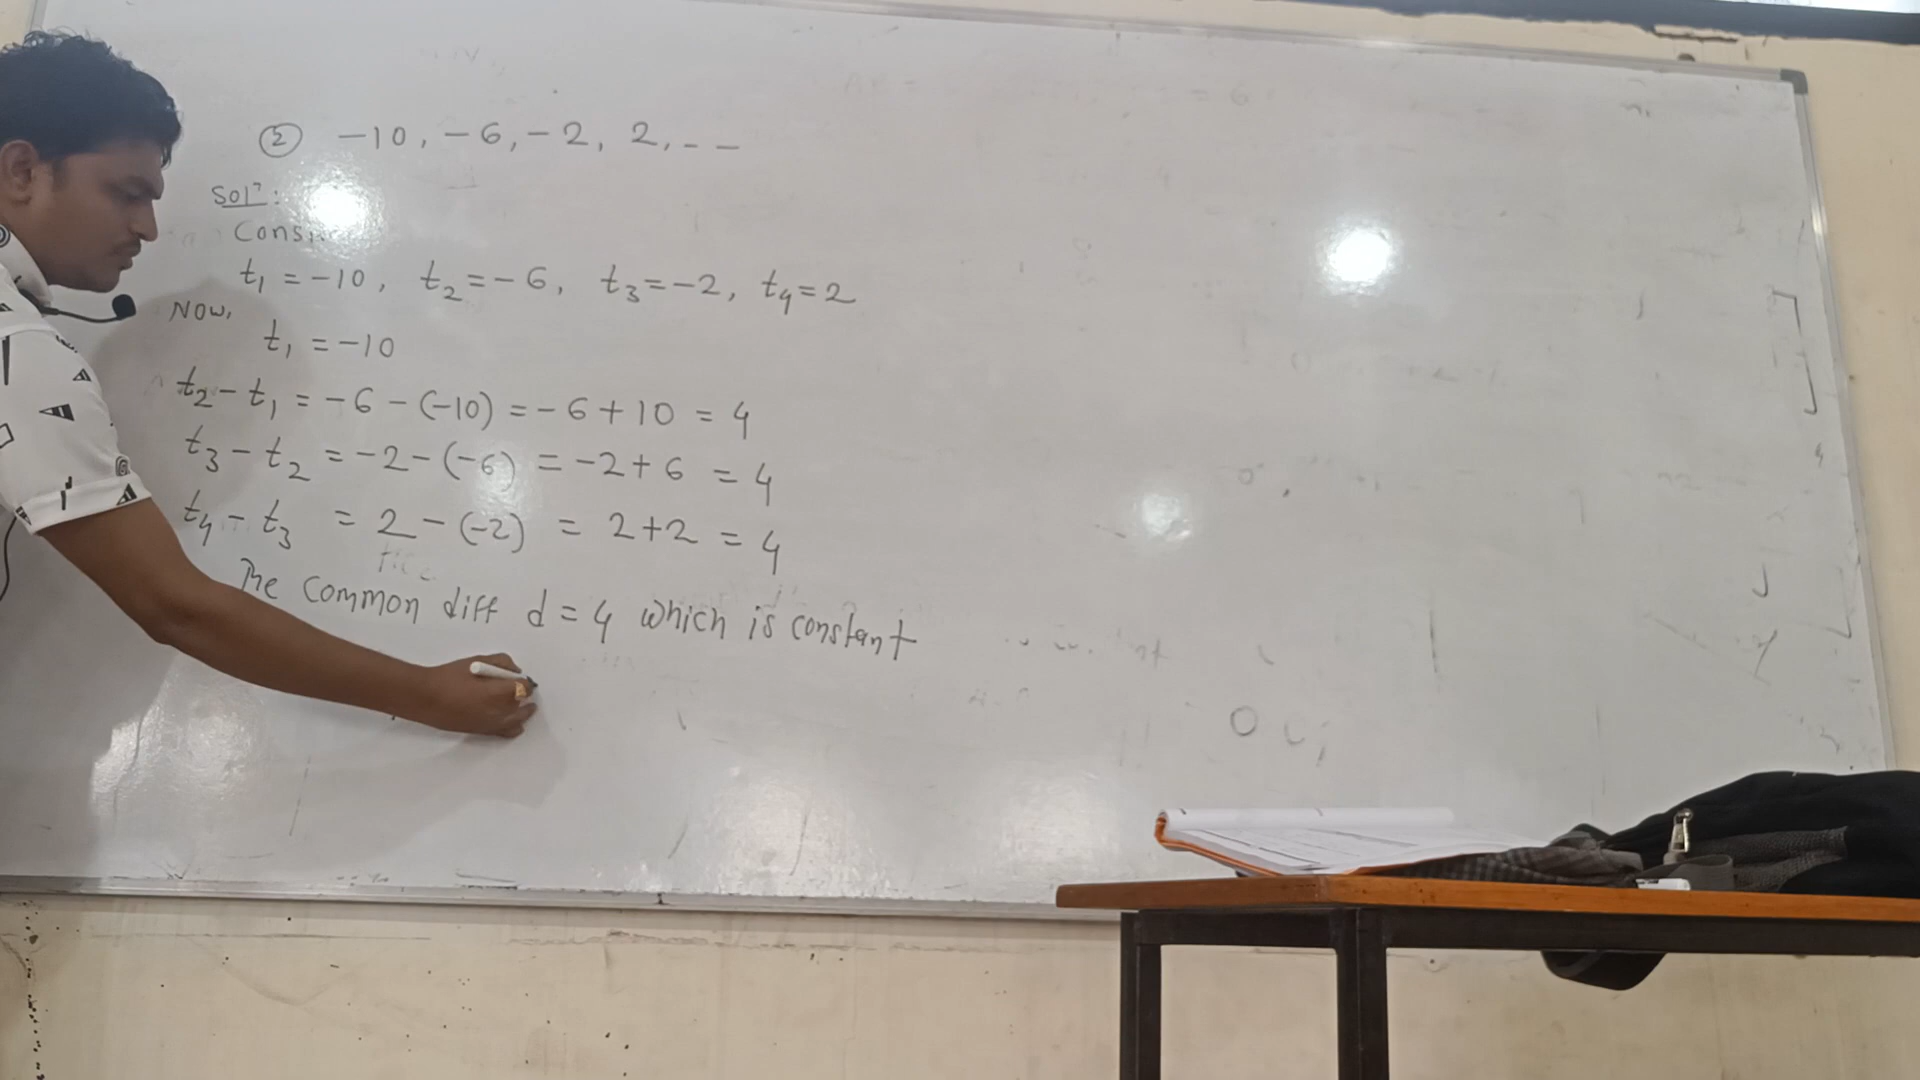 ② -10, -6, -2, 2, - -
Solⁿ:
t₁ = -10, t₂ = -6, t₃ = -2, t₄ = 2
Now,
t₁ = -10
t₂ - t₁ = -6 - (-10) = -6 + 10 = 4
t₃ - t₂ = -2 - (-6) = -2 + 6 = 4
t₄ - t₃ = 2 - (-2) = 2 + 2 = 4
The common diff d = 4 which is constant